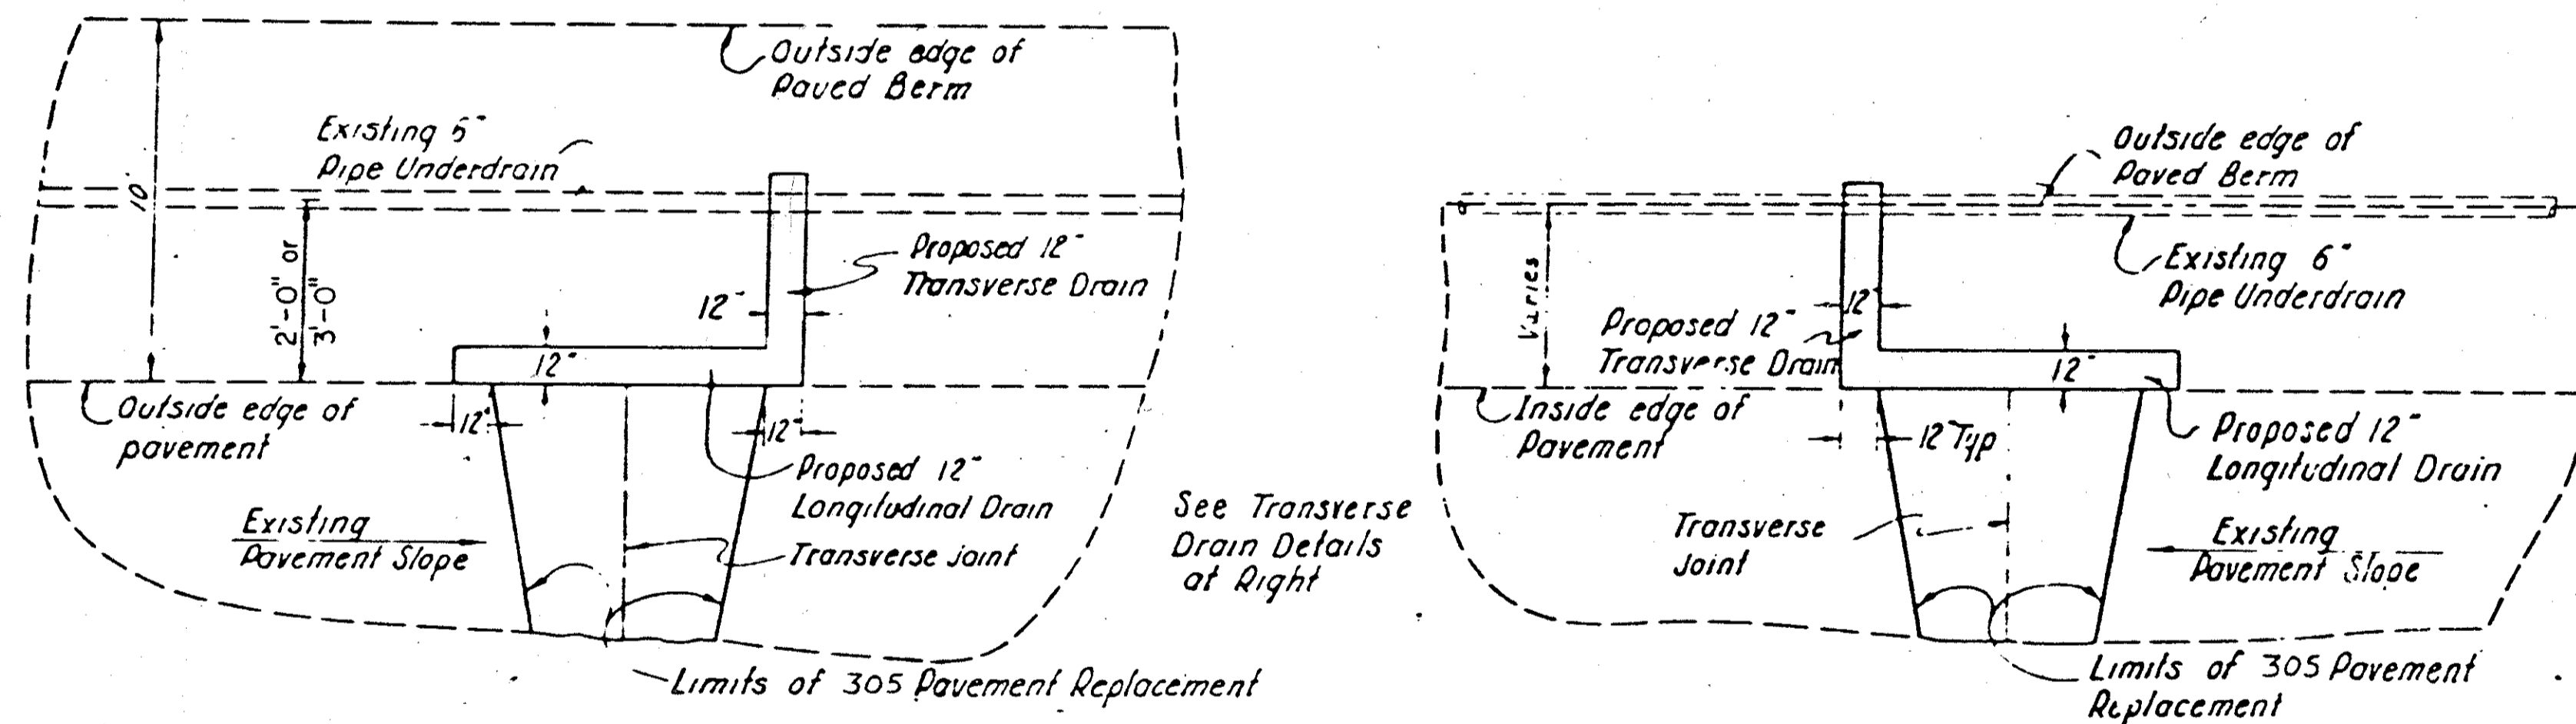 Outside edge of
Paved Berm
Existing 6"
Pipe Underdrain
10'
2'-0" or
3'-0"
Proposed 12"
Transverse Drain
12"
12"
Outside edge of
pavement
12"
12"
Proposed 12"
Longitudinal Drain
Existing
Pavement Slope
Transverse Joint
Limits of 305 Pavement Replacement
See Transverse
Drain Details
at Right
Outside edge of
Paved Berm
Existing 6"
Pipe Underdrain
Varies
12"
Proposed 12"
Transverse Drain
12"
Inside edge of
Pavement
12" Typ
Proposed 12"
Longitudinal Drain
Transverse
Joint
Existing
Pavement Slope
Limits of 305 Pavement
Replacement